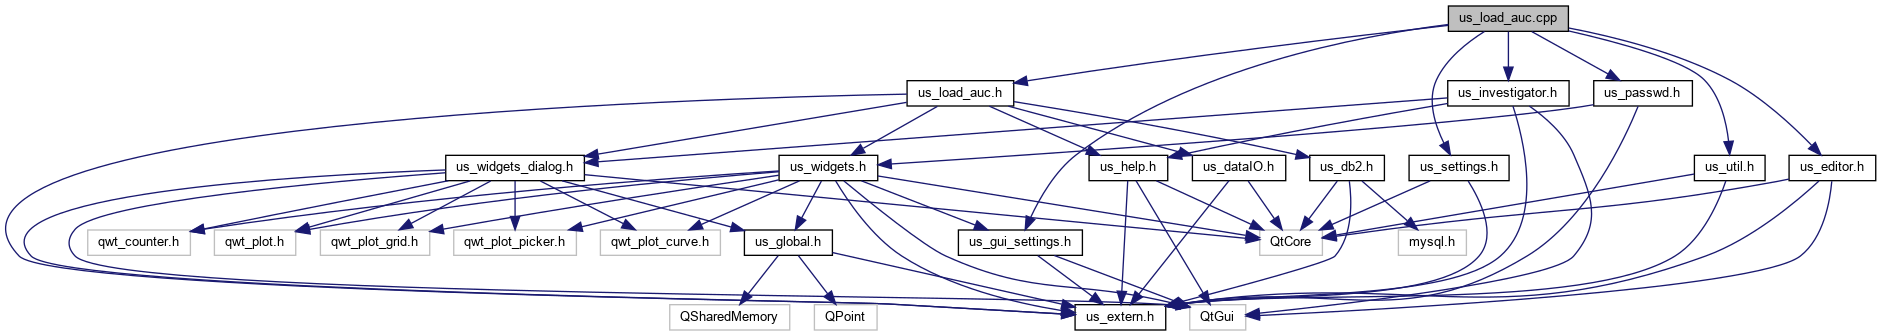 us_load_auc.cpp
us_load_auc.h
us_investigator.h
us_passwd.h
us_widgets_dialog.h
us_widgets.h
us_help.h
us_dataIO.h
us_db2.h
us_settings.h
us_util.h
us_editor.h
qwt_counter.h
qwt_plot.h
qwt_plot_grid.h
qwt_plot_picker.h
qwt_plot_curve.h
us_global.h
us_gui_settings.h
QtCore
mysql.h
QSharedMemory
QPoint
us_extern.h
QtGui